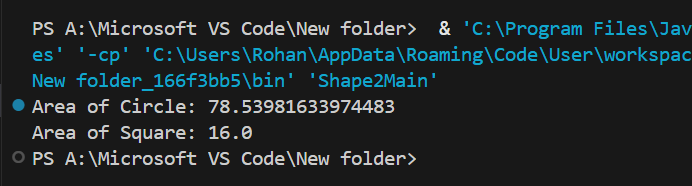 PS A:\Microsoft VS Code\New folder>  & 'C:\Program Files\Jav
es' '-cp' 'C:\Users\Rohan\AppData\Roaming\Code\User\workspac
New folder_166f3bb5\bin' 'Shape2Main'
Area of Circle: 78.53981633974483
Area of Square: 16.0
PS A:\Microsoft VS Code\New folder>